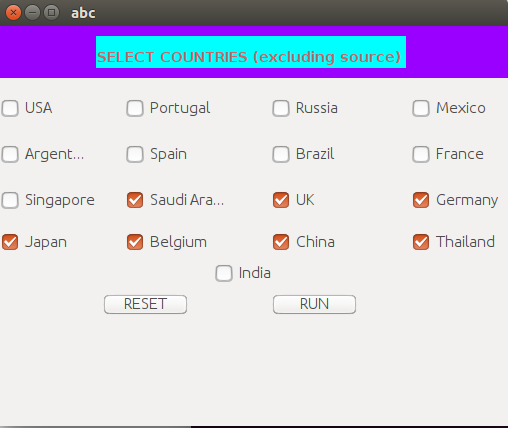 abc
SELECT COUNTRIES (excluding source)
USA Portugal Russia Mexico
Argent... Spain Brazil France
Singapore Saudi Ara... UK Germany
Japan Belgium China Thailand
India
RESET RUN